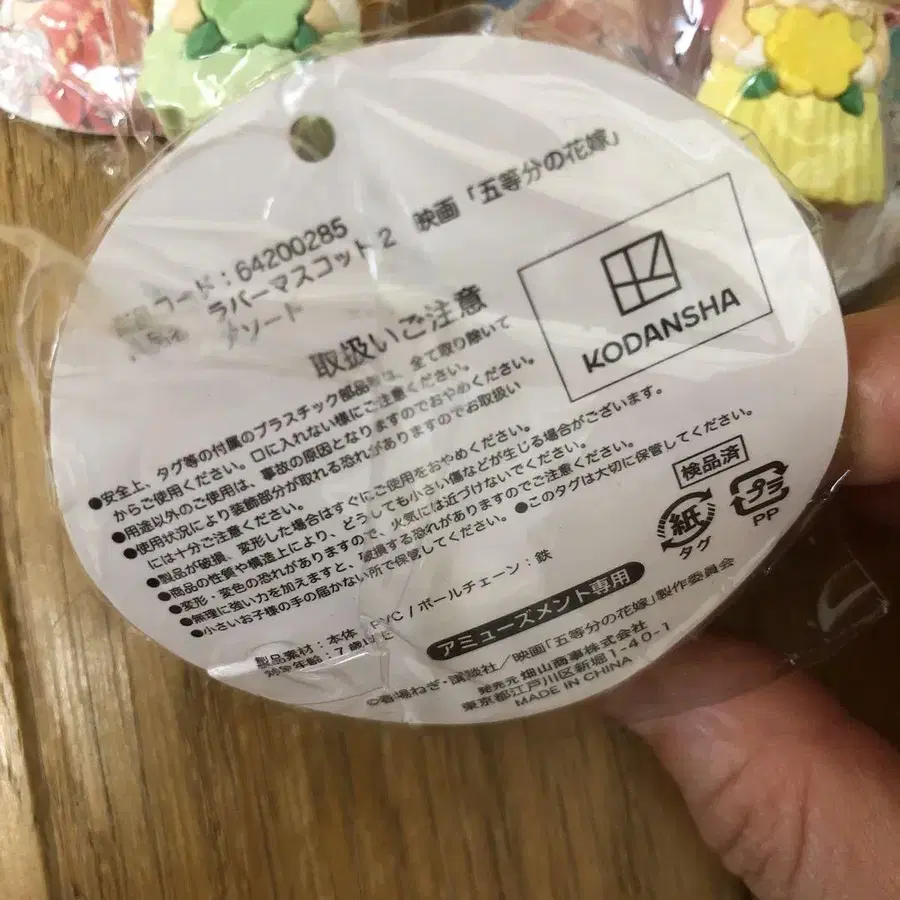 コード：64200285
ラバーマスコット2　映画「五等分の花嫁」
ソート
取扱いご注意
KODANSHA
●安全上、タグ等の付属のプラスチック部品等は、全て取り除いて
からご使用ください。口に入れない様にご注意ください。
●用途以外のご使用は、事故の原因となりますのでおやめください。
●使用状況により装飾部分が取れる恐れがありますのでお取扱い
には十分ご注意ください。
●製品が破損、変形した場合はすぐにご使用をおやめください。
●商品の性質や構造上により、どうしても小さい傷などが生じる場合がございます。
●変形・変色の恐れがありますので、火気には近づけないでください。
●無理に強い力を加えますと、破損する恐れがありますのでご注意ください。
●小さいお子様の手の届かない所で保管してください。 ●このタグは大切に保管してください。
検品済
紙
タグ
プラ
PP
製品素材：本体：PVC / ボールチェーン：鉄
対象年齢：7歳以上
アミューズメント専用
©春場ねぎ・講談社／映画「五等分の花嫁」製作委員会
発売元 畑山商事株式会社
東京都江戸川区新堀1-40-1
MADE IN CHINA